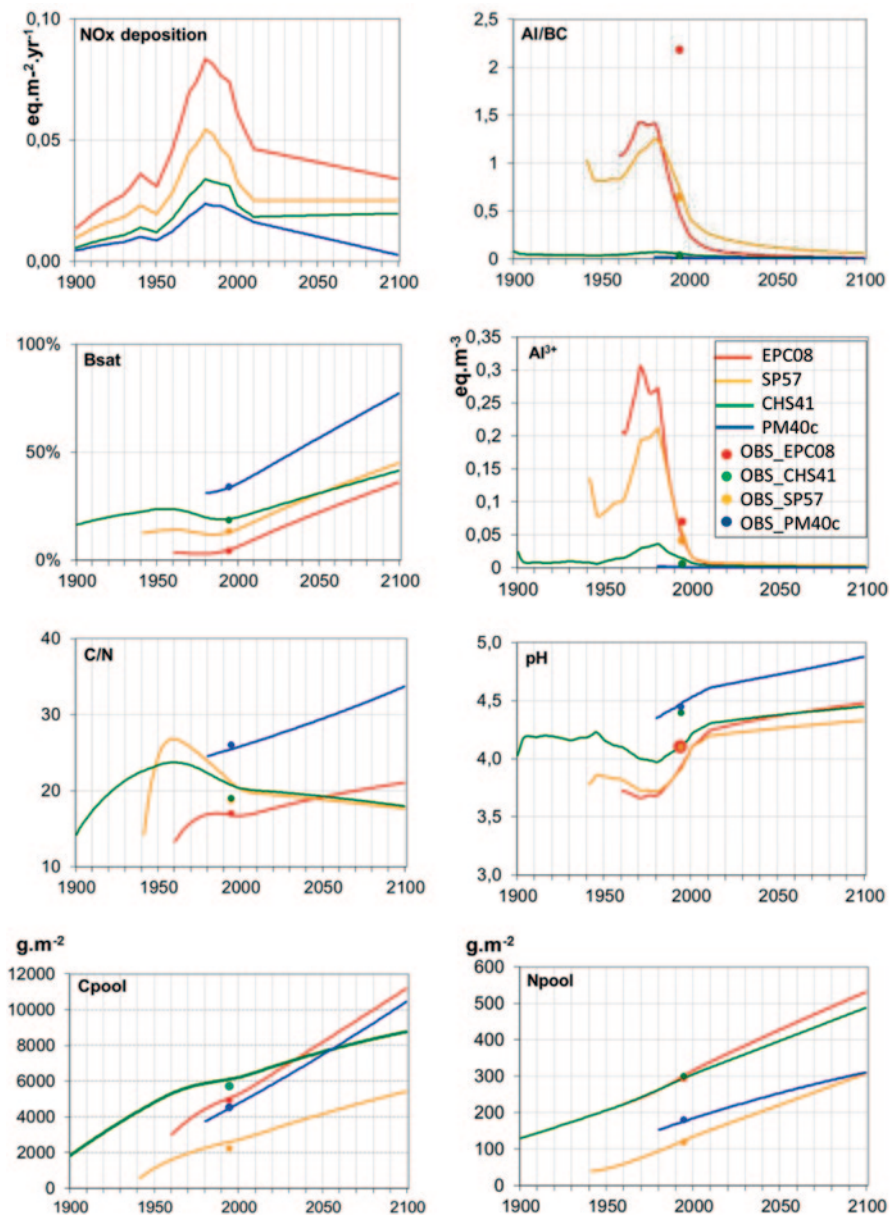 NOx deposition
eq.m-2.yr-1
0,10
0,05
0,00
1900 1950 2000 2050 2100
Al/BC
2,5
2
1,5
1
0,5
0
1900 1950 2000 2050 2100
Bsat
100%
50%
0%
1900 1950 2000 2050 2100
Al3+
eq.m-3
0,35
0,3
0,25
0,2
0,15
0,1
0,05
0
1900 1950 2000 2050 2100
EPC08
SP57
CHS41
PM40c
OBS_EPC08
OBS_CHS41
OBS_SP57
OBS_PM40c
C/N
40
30
20
10
1900 1950 2000 2050 2100
pH
5,0
4,5
4,0
3,5
3,0
1900 1950 2000 2050 2100
g.m-2
Cpool
12000
10000
8000
6000
4000
2000
0
1900 1950 2000 2050 2100
g.m-2
Npool
600
500
400
300
200
100
0
1900 1950 2000 2050 2100